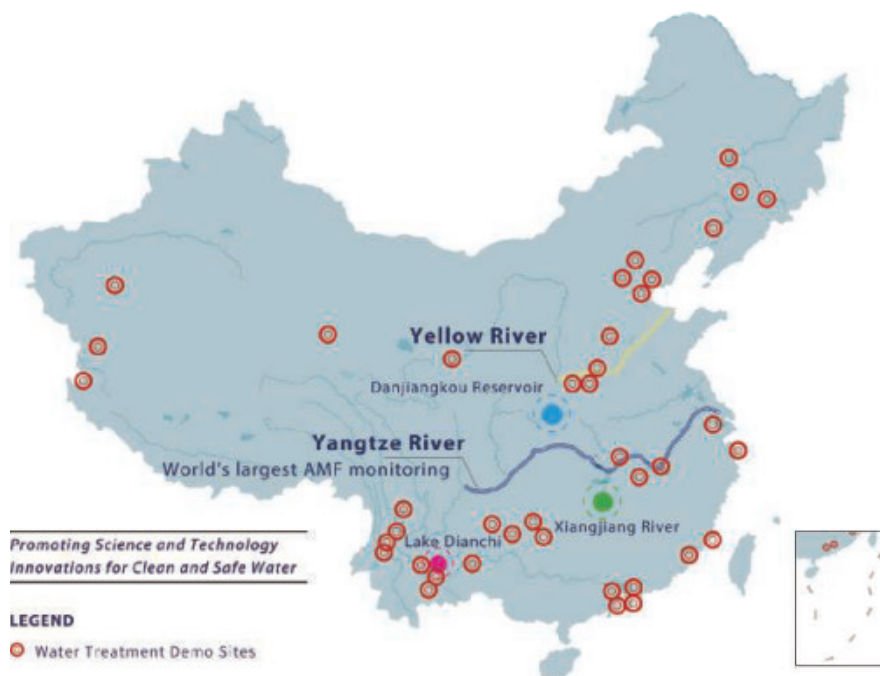 Yellow River
Danjiangkou Reservoir
Yangtze River
World's largest AMF monitoring
Xiangjiang River
Lake Dianchi
Promoting Science and Technology
Innovations for Clean and Safe Water
LEGEND
Water Treatment Demo Sites